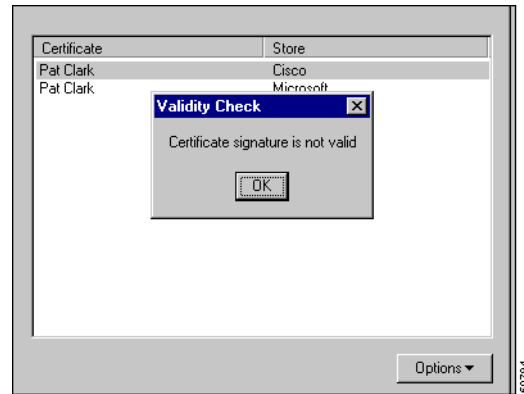 Certificate Store
Pat Clark Cisco
Pat Clark Microsoft
Validity Check
Certificate signature is not valid
OK
Options